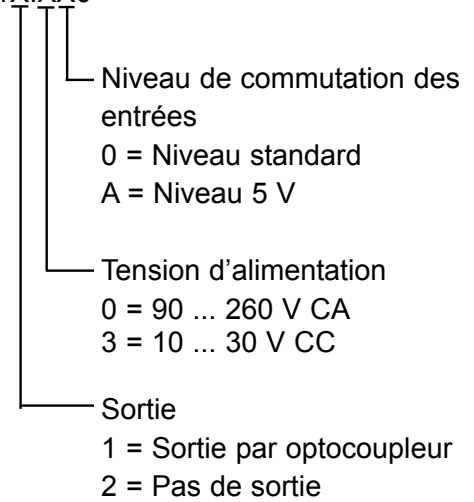 Niveau de commutation des
entrées
0 = Niveau standard
A = Niveau 5 V
Tension d’alimentation
0 = 90 ... 260 V CA
3 = 10 ... 30 V CC
Sortie
1 = Sortie par optocoupleur
2 = Pas de sortie